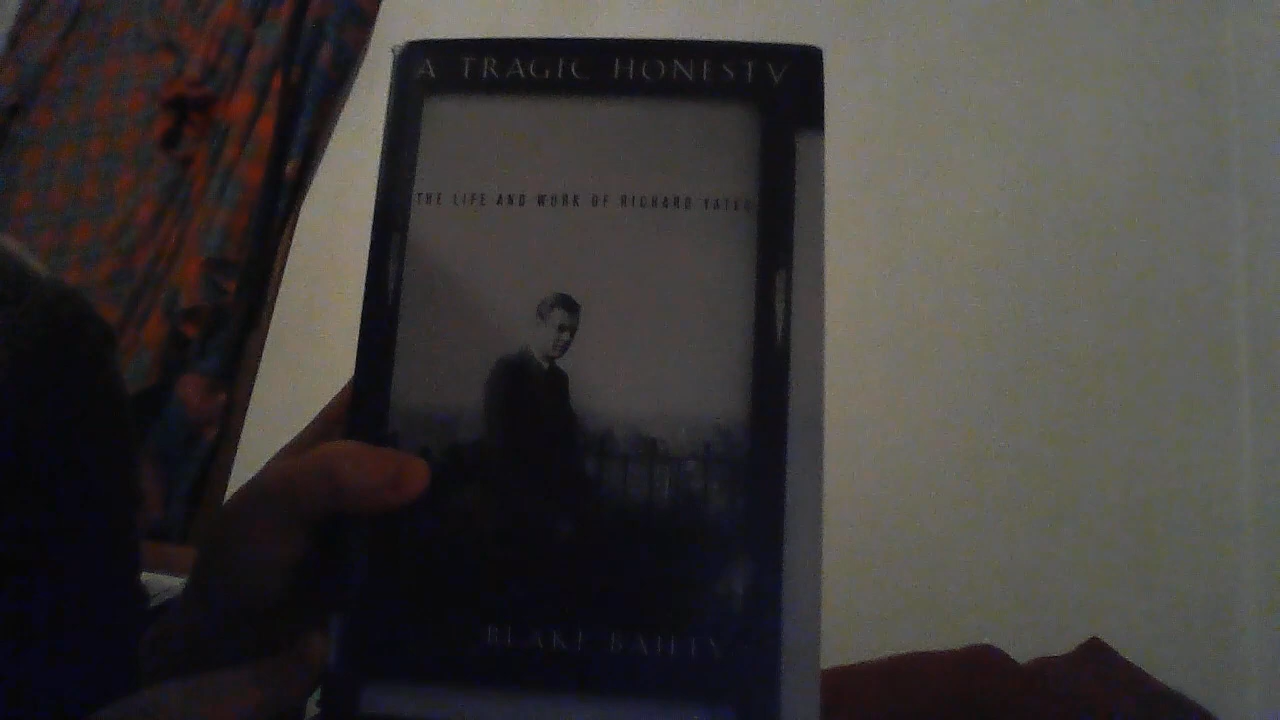 A TRAGIC HONESTY
THE LIFE AND WORK OF RICHARD YATES
BLAKE BAILEY